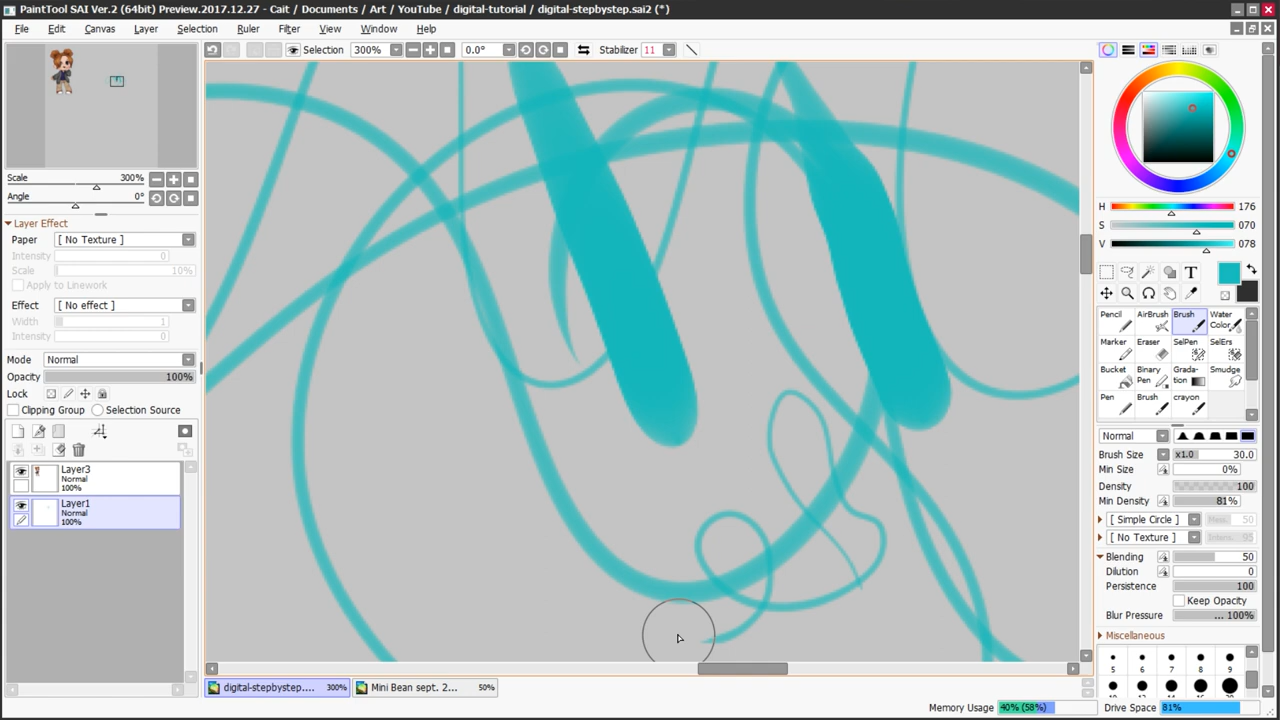 PaintTool SAI Ver.2 (64bit) Preview.2017.12.27 - Cait / Documents / Art / YouTube / digital-tutorial / digital-stepbystep.sai2 (*)
File Edit Canvas Layer Selection Ruler Filter View Window Help
Selection 300% 0.0° Stabilizer 11
Scale 300%
Angle 0°
Layer Effect
Paper [ No Texture ]
Intensity 0
Scale 10%
Apply to Linework
Effect [ No effect ]
Width 1
Intensity 0
Mode Normal
Opacity 100%
Lock
Clipping Group Selection Source
Layer3
Normal
100%
Layer1
Normal
100%
H 176
S 070
V 078
T
Pencil AirBrush Brush Water Color
Marker Eraser SelPen SelErs
Bucket Binary Pen Grada-tion Smudge
Pen Brush crayon
Normal
Brush Size x1.0 30.0
Min Size 0%
Density 100
Min Density 81%
[ Simple Circle ] 50
[ No Texture ] 95
Blending 50
Dilution 0
Persistence 100
Keep Opacity
Blur Pressure ... 100%
Miscellaneous
5 6 7 8 9
digital-stepbystep.... 300% Mini Bean sept. 2... 50%
Memory Usage 40% (58%) Drive Space 81%